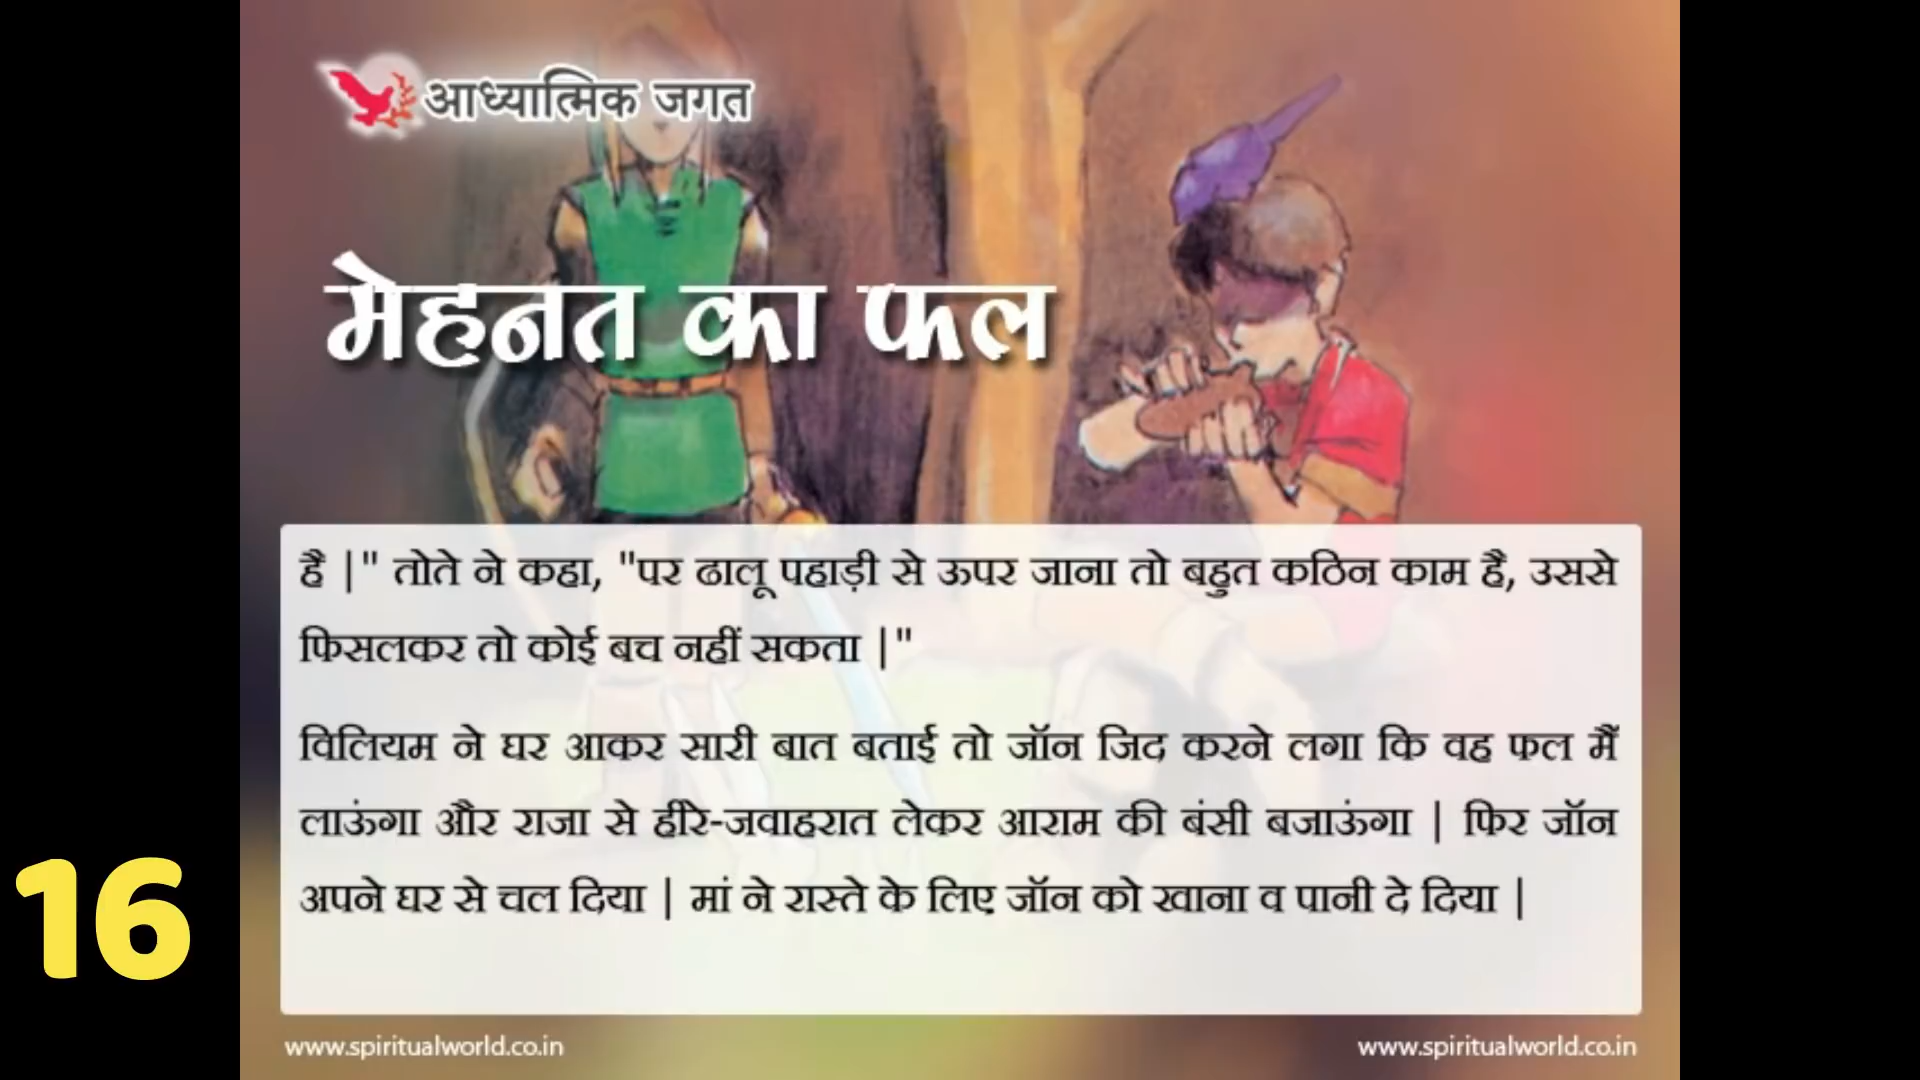 आध्यात्मिक जगत
मेहनत का फल
है |" तोते ने कहा, "पर ढालू पहाड़ी से ऊपर जाना तो बहुत कठिन काम है, उससे
फिसलकर तो कोई बच नहीं सकता |"
विलियम ने घर आकर सारी बात बताई तो जॉन जिद करने लगा कि वह फल मैं
लाऊंगा और राजा से हीरे-जवाहरात लेकर आराम की बंसी बजाऊंगा | फिर जॉन
अपने घर से चल दिया | मां ने रास्ते के लिए जॉन को खाना व पानी दे दिया |
16
www.spiritualworld.co.in
www.spiritualworld.co.in